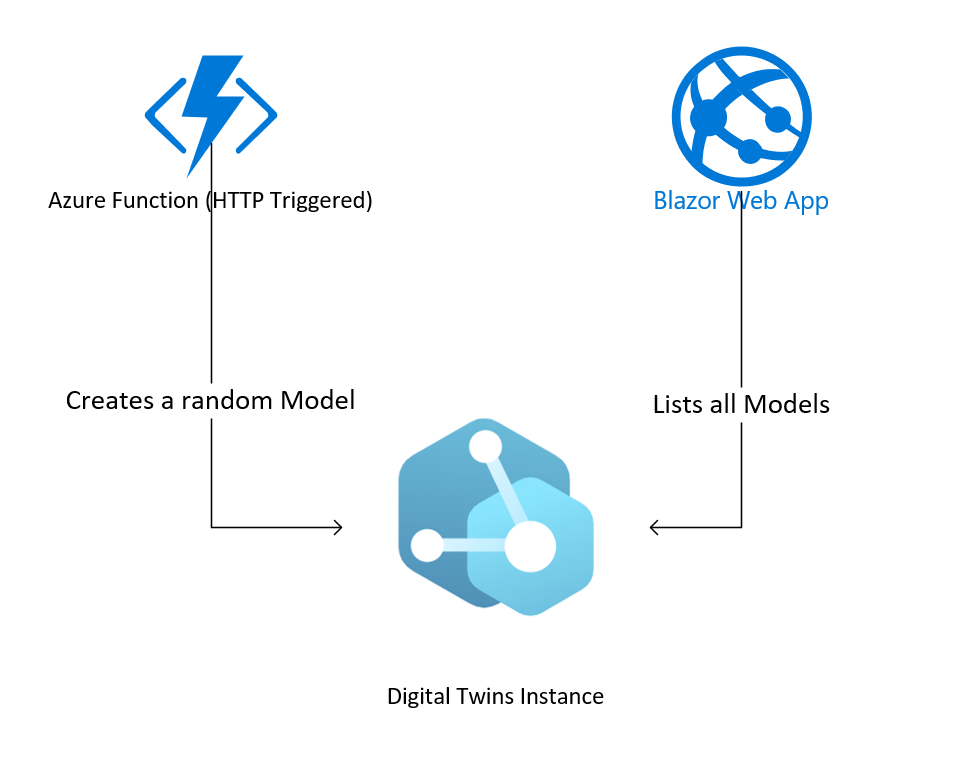 Azure Function (HTTP Triggered)
Blazor Web App
Creates a random Model
Lists all Models
Digital Twins Instance